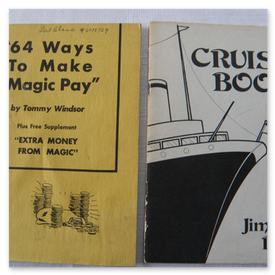 "64 Ways
To Make
Magic Pay"
by Tommy Windsor
Plus Free Supplement
"EXTRA MONEY
FROM MAGIC"
CRUIS
BOO
Jim